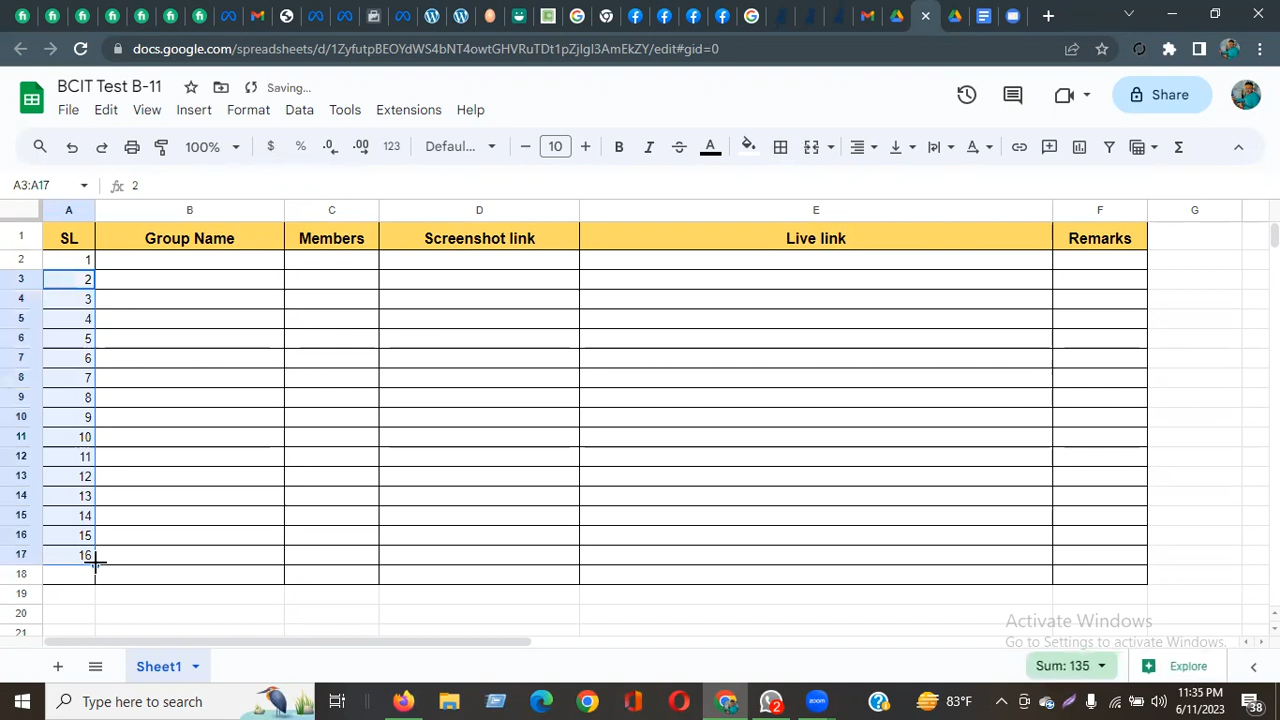 docs.google.com/spreadsheets/d/1ZyfutpBEOYdWS4bNT4owtGHVRuTDt1pZjlgI3AmEkZY/edit#gid=0
BCIT Test B-11 Saving...
File Edit View Insert Format Data Tools Extensions Help
Share
100% $ % .0 .00 123 Defaul... 10 B I A
A3:A17 fx 2
A B C D E F G
1 SL Group Name Members Screenshot link Live link Remarks
2 1
3 2
4 3
5 4
6 5
7 6
8 7
9 8
10 9
11 10
12 11
13 12
14 13
15 14
16 15
17 16
18
19
20
21
Activate Windows
Go to Settings to activate Windows.
Sheet1 Sum: 135 Explore
Type here to search
2
83°F
11:35 PM
6/11/2023
38